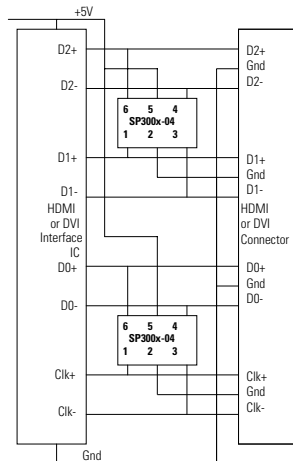 +5V
D2+
D2-
D1+
D1-
HDMI
or DVI
Interface
IC
D0+
D0-
Clk+
Clk-
Gnd
6 5 4
SP300x-04
1 2 3
6 5 4
SP300x-04
1 2 3
D2+
Gnd
D2-
D1+
Gnd
D1-
HDMI
or DVI
Connector
D0+
Gnd
D0-
Clk+
Gnd
Clk-